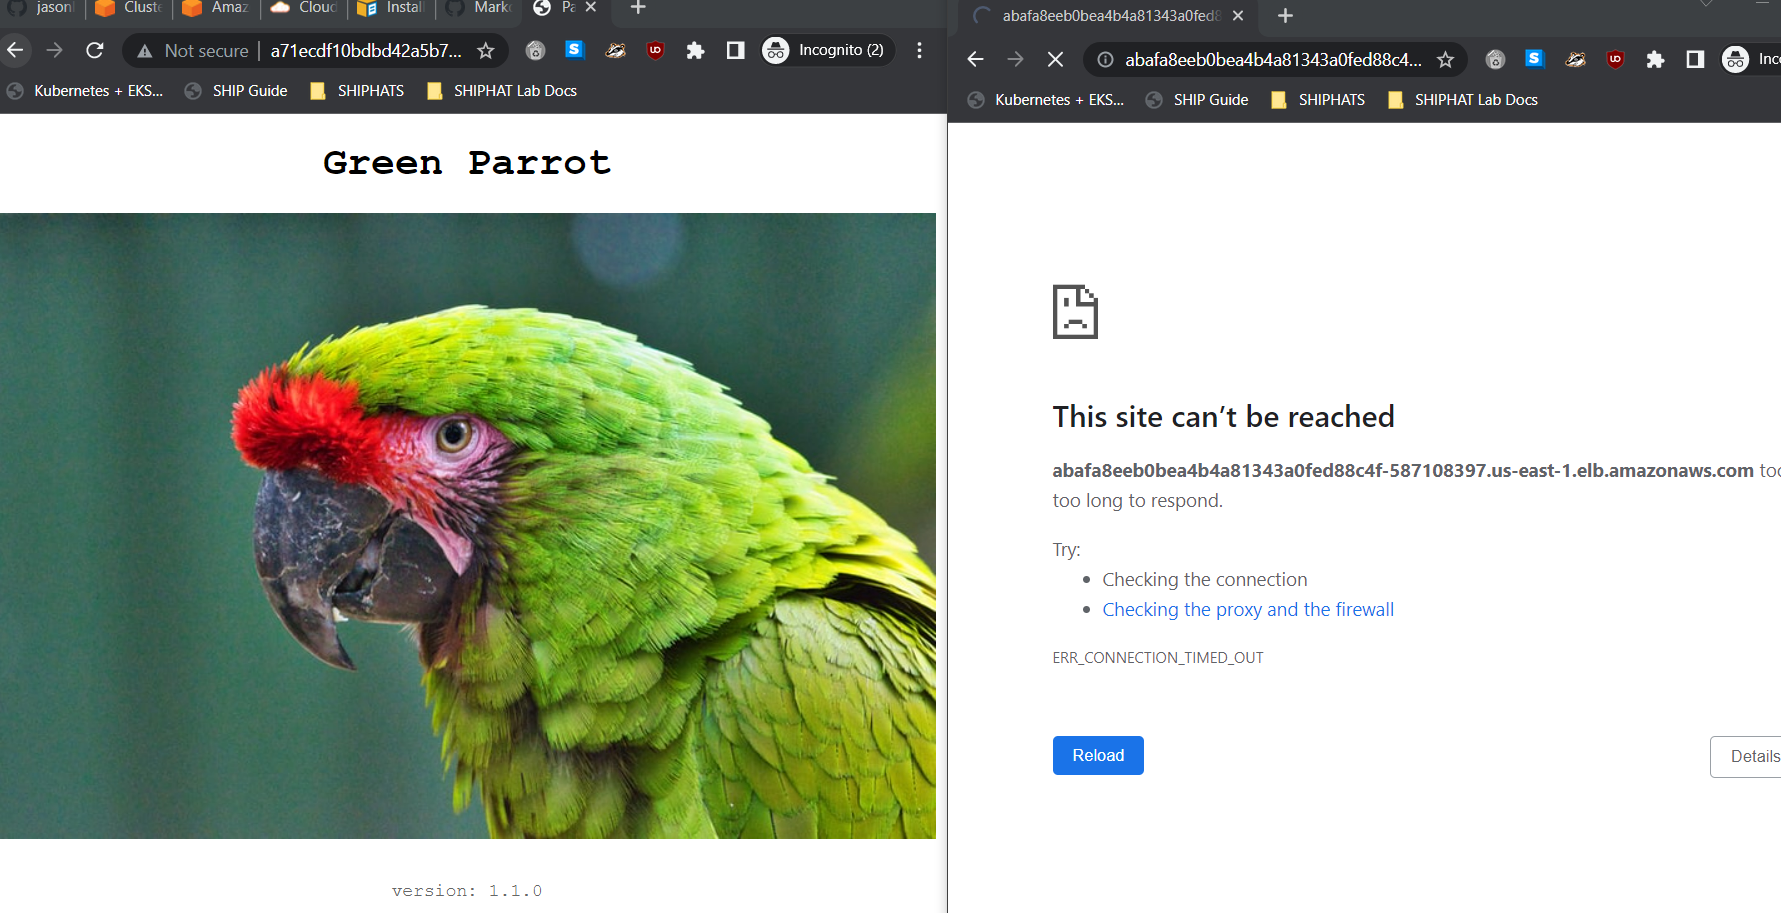 jason
Cluste
Amaz
Cloud
Install
Mark
Pa
Not secure
a71ecdf10bdbd42a5b7...
Incognito (2)
Kubernetes + EKS...
SHIP Guide
SHIPHATS
SHIPHAT Lab Docs
Green Parrot
version: 1.1.0
abafa8eeb0bea4b4a81343a0fed8
abafa8eeb0bea4b4a81343a0fed88c4...
Inc
Kubernetes + EKS...
SHIP Guide
SHIPHATS
SHIPHAT Lab Docs
This site can’t be reached
abafa8eeb0bea4b4a81343a0fed88c4f-587108397.us-east-1.elb.amazonaws.com too
too long to respond.
Try:
• Checking the connection
• Checking the proxy and the firewall
ERR_CONNECTION_TIMED_OUT
Reload
Details